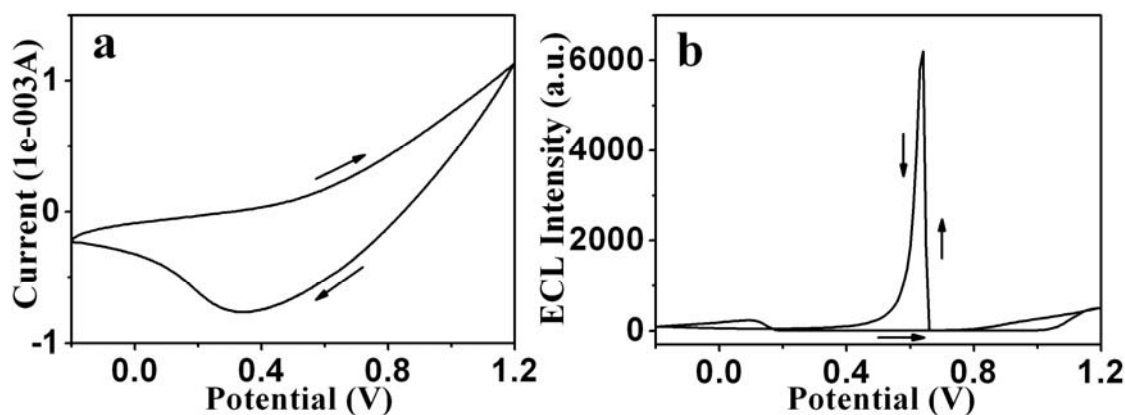 a
Current (1e-003A)
1
0
-1
0.0 0.4 0.8 1.2
Potential (V)
b
ECL Intensity (a.u.)
6000
4000
2000
0
0.0 0.4 0.8 1.2
Potential (V)